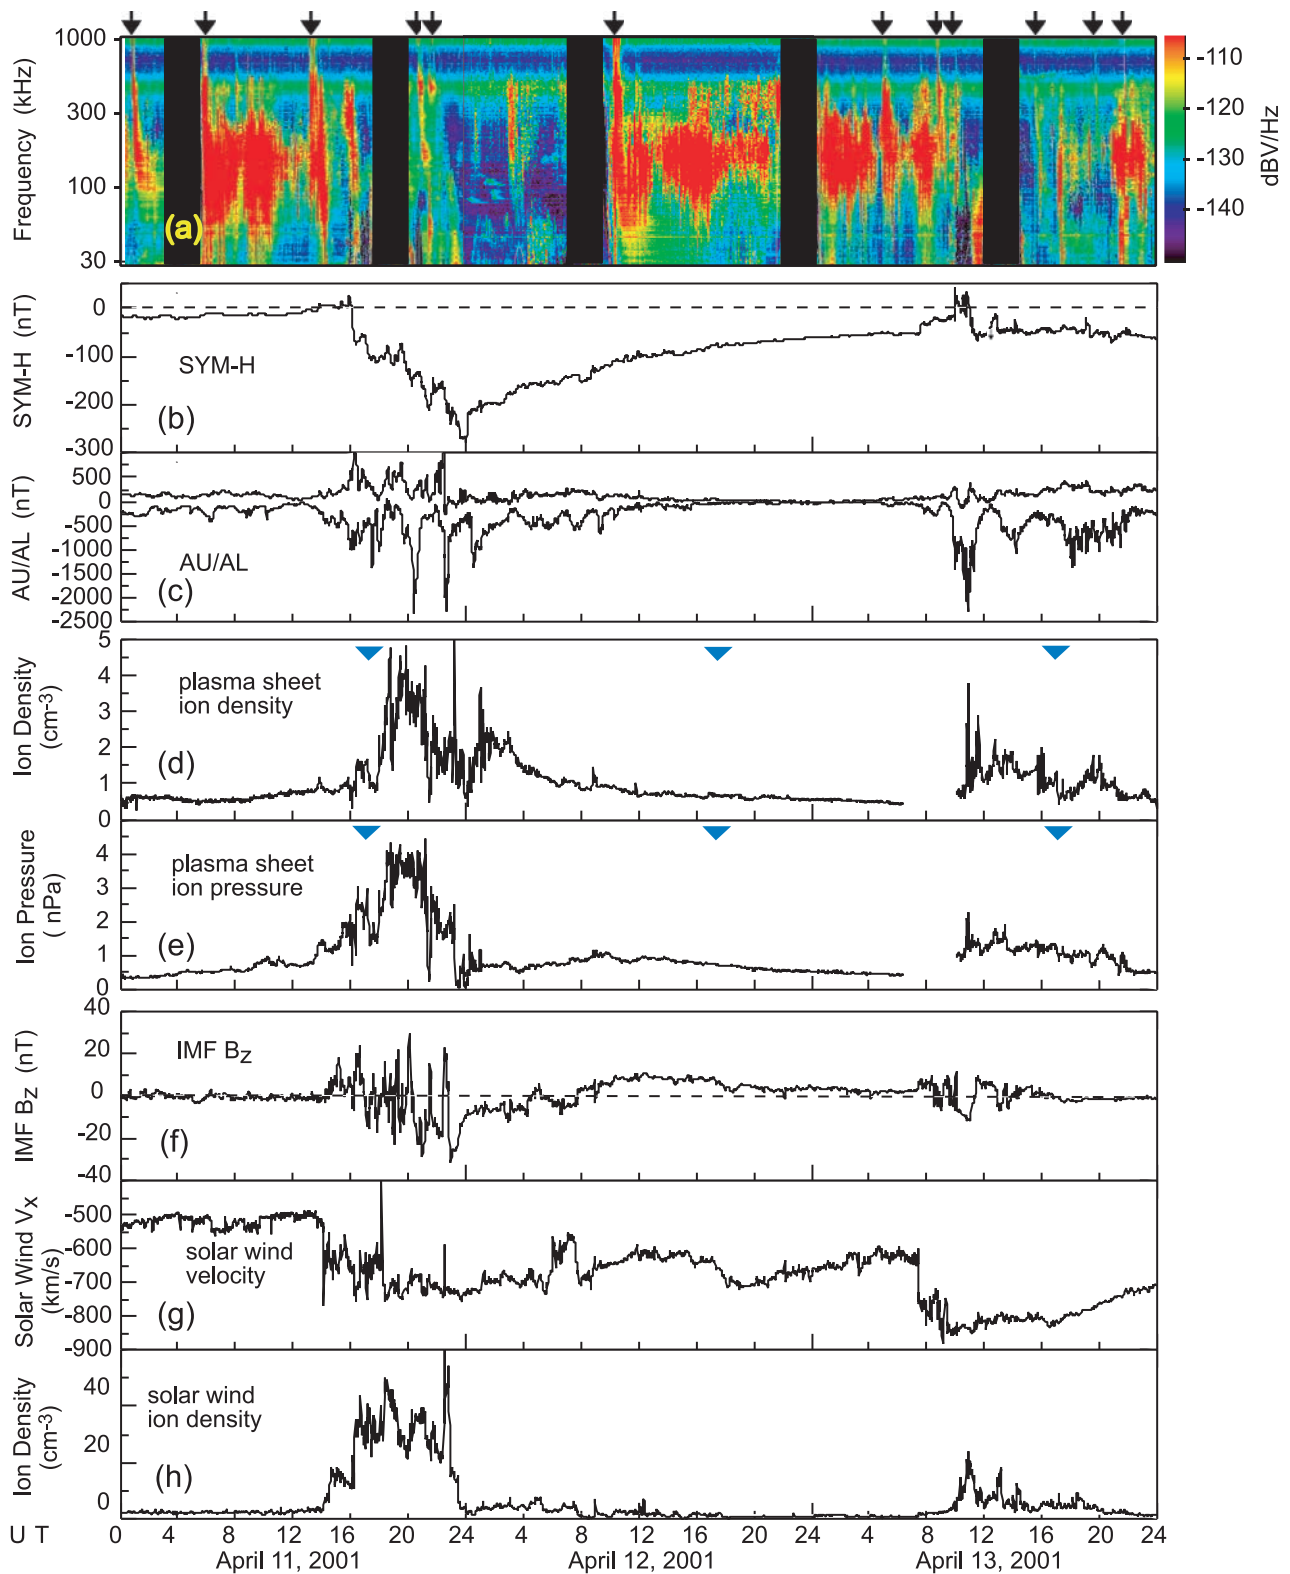 1000
300
100
30
Frequency (kHz)
(a)
-110
-120
-130
-140
dBV/Hz
0
-100
-200
-300
SYM-H (nT)
SYM-H
(b)
500
0
-500
-1000
-1500
-2000
-2500
AU/AL (nT)
AU/AL
(c)
5
4
3
2
1
0
Ion Density
(cm-3)
plasma sheet
ion density
(d)
4
3
2
1
0
Ion Pressure
( nPa)
plasma sheet
ion pressure
(e)
40
20
0
-20
-40
IMF BZ (nT)
IMF BZ
(f)
-500
-600
-700
-800
-900
Solar Wind VX
(km/s)
solar wind
velocity
(g)
40
20
0
Ion Density
(cm-3)
solar wind
ion density
(h)
U T
0 4 8 12 16 20 24 4 8 12 16 20 24 4 8 12 16 20 24
April 11, 2001 April 12, 2001 April 13, 2001